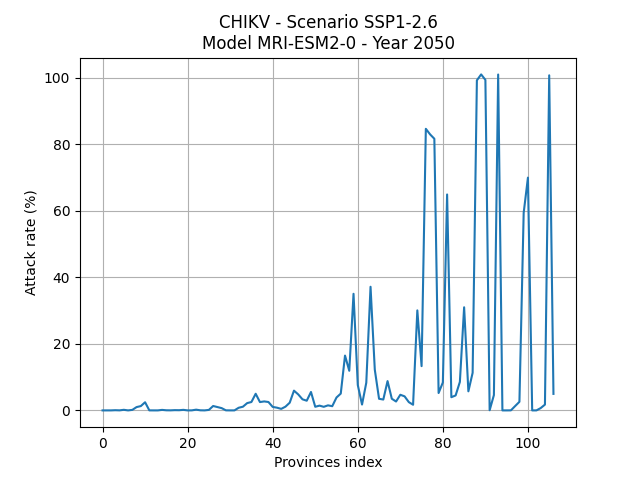 CHIKV - Scenario SSP1-2.6
Model MRI-ESM2-0 - Year 2050
100
80
60
40
20
0
Attack rate (%)
0 20 40 60 80 100
Provinces index